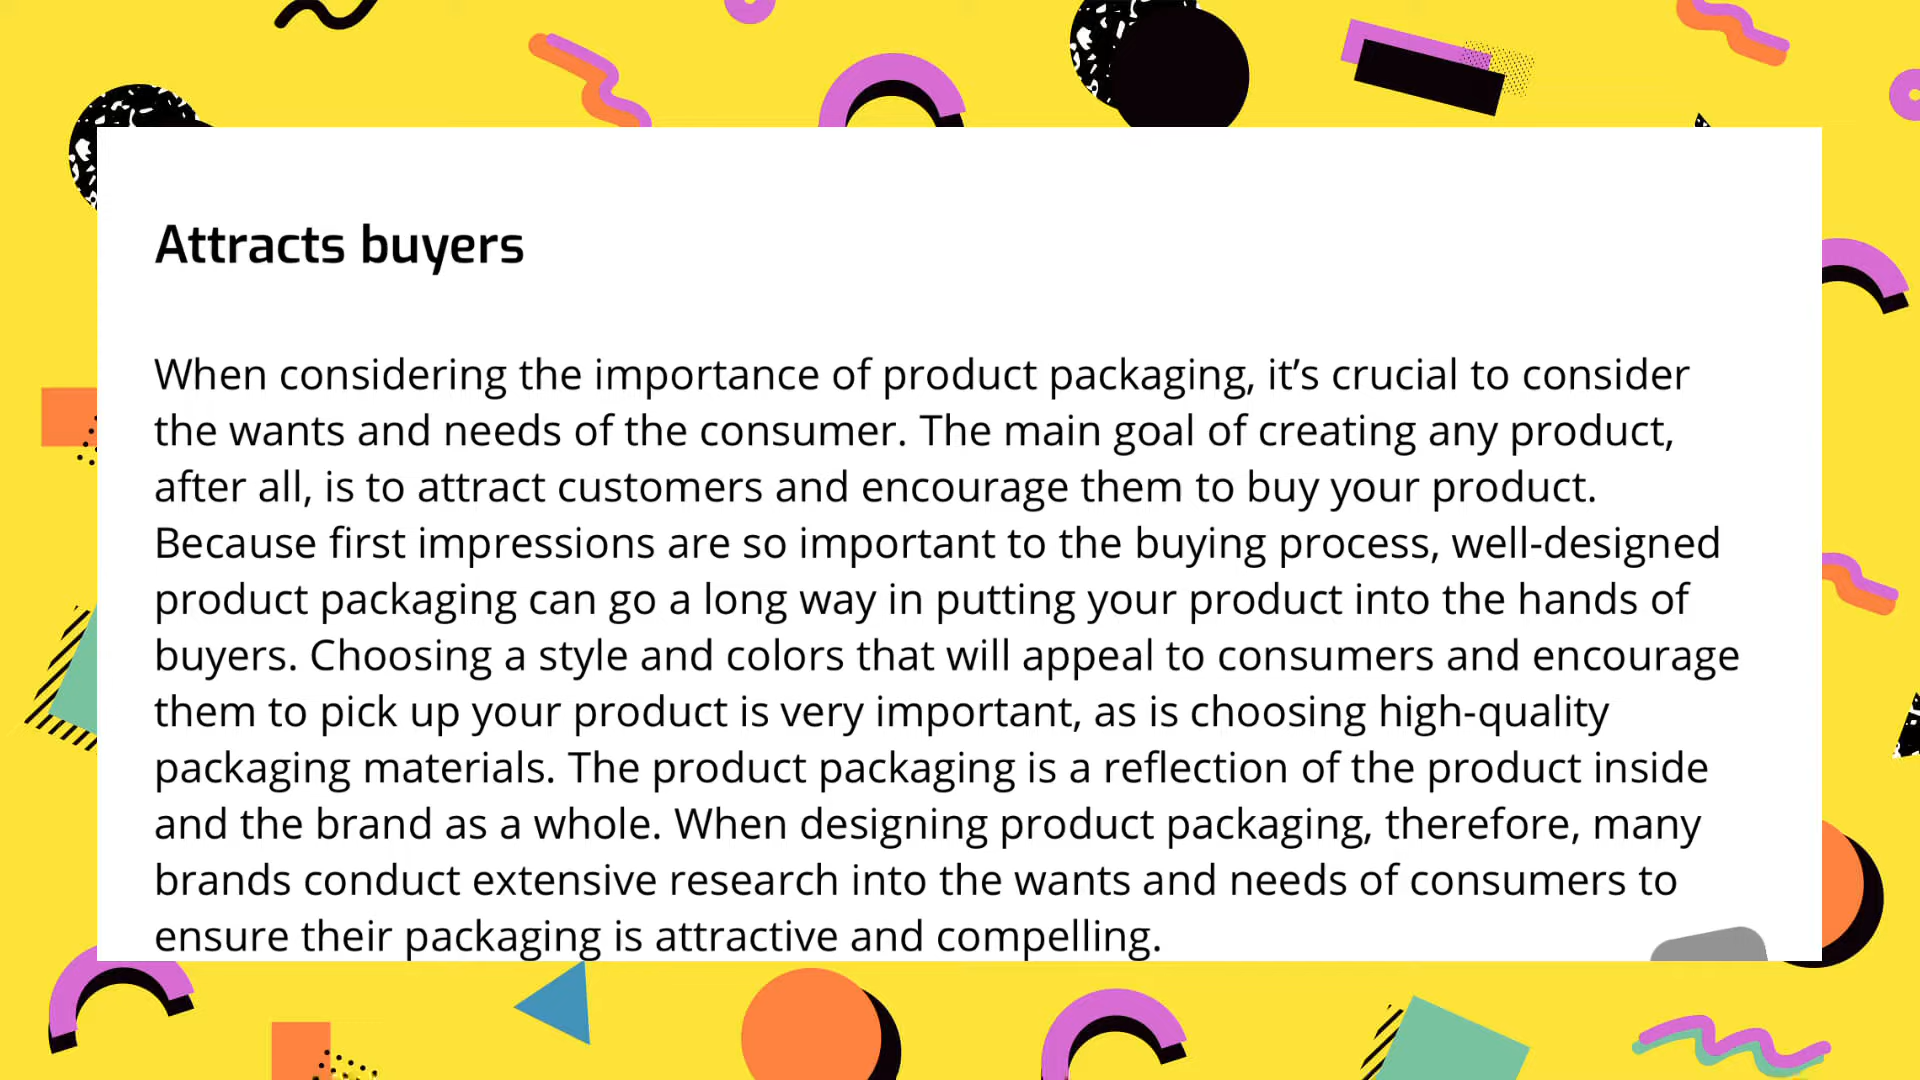 Attracts buyers
When considering the importance of product packaging, it’s crucial to consider
the wants and needs of the consumer. The main goal of creating any product,
after all, is to attract customers and encourage them to buy your product.
Because first impressions are so important to the buying process, well-designed
product packaging can go a long way in putting your product into the hands of
buyers. Choosing a style and colors that will appeal to consumers and encourage
them to pick up your product is very important, as is choosing high-quality
packaging materials. The product packaging is a reflection of the product inside
and the brand as a whole. When designing product packaging, therefore, many
brands conduct extensive research into the wants and needs of consumers to
ensure their packaging is attractive and compelling.